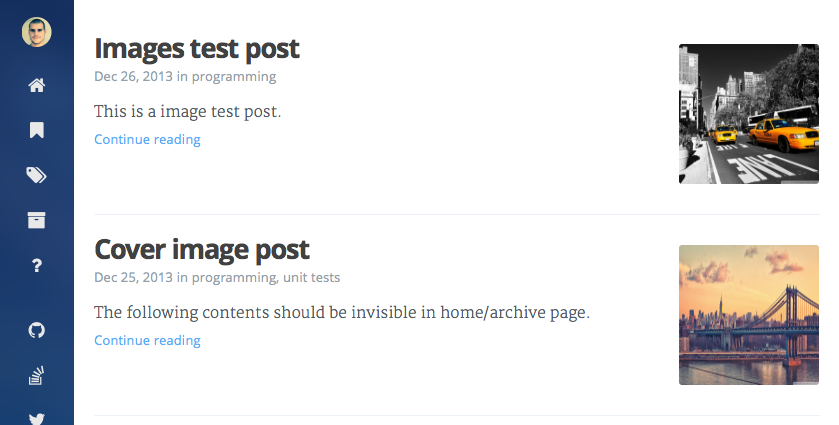 Images test post
Dec 26, 2013 in programming
This is a image test post.
Continue reading
LANE
Cover image post
Dec 25, 2013 in programming, unit tests
The following contents should be invisible in home/archive page.
Continue reading